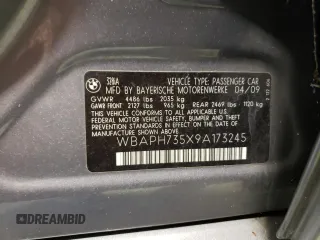 BMW
328iA
VEHICLE TYPE: PASSENGER CAR
MFD BY BAYERISCHE MOTORENWERKE 04/09
GVWR 4486 lbs 2035 kg
GAWR FRONT 2127 lbs 965 kg REAR 2469 lbs 1120 kg
THIS VEHICLE CONFORMS TO ALL APPLICABLE
FEDERAL MOTOR VEHICLE SAFETY, BUMPER AND
THEFT PREVENTION STANDARDS IN EFFECT ON THE
DATE OF MANUFACTURE SHOWN ABOVE.
WBAPH735X9A173245
DREAMBID